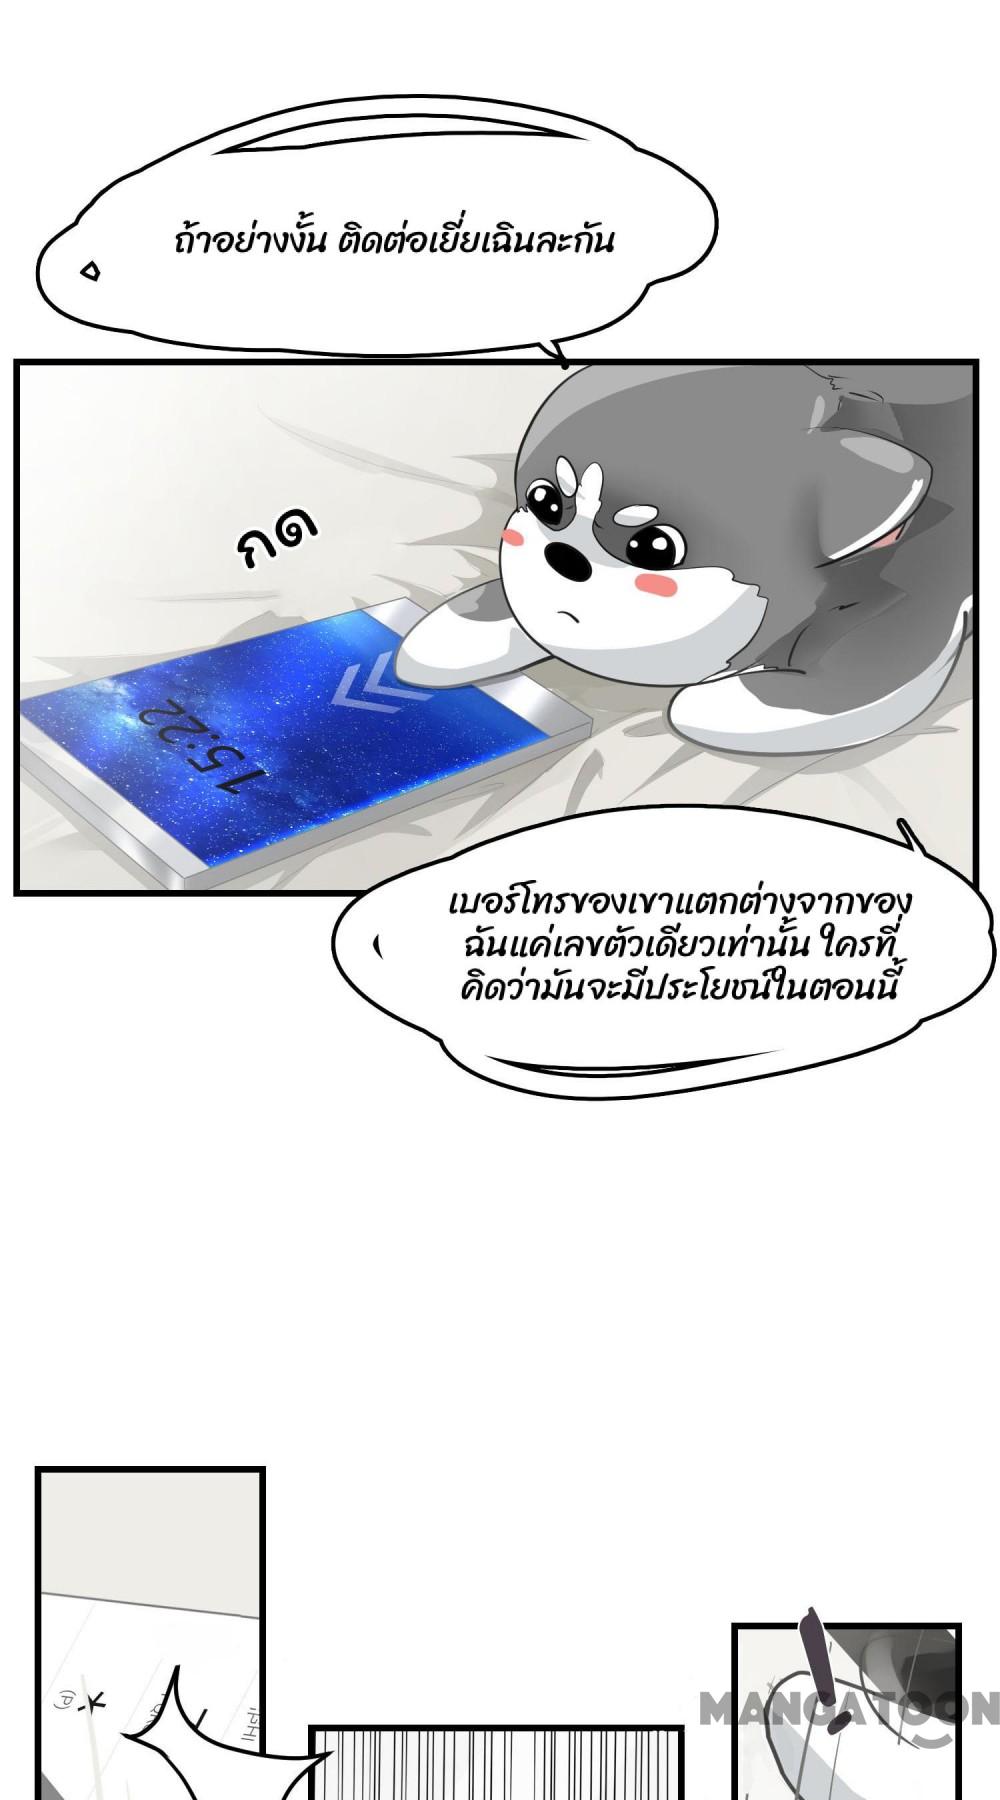 ถ้าอย่างงั้น ติดต่อเยี่ยเฉินละกัน
กด
15:22
เบอร์โทรของเขาแตกต่างจากของ
ฉันแค่เลขตัวเดียวเท่านั้น ใครที่
คิดว่ามันจะมีประโยชน์ในตอนนี้
!
MANGATOON